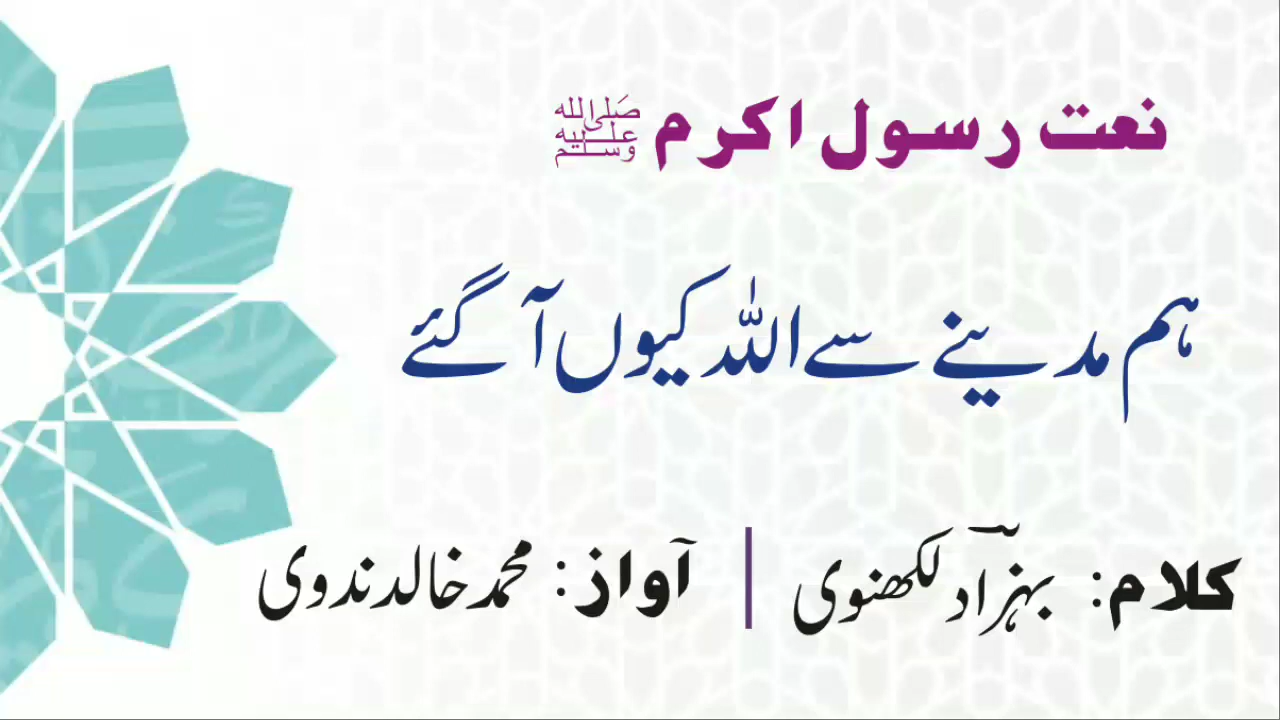 نعت رسول اکرم ﷺ
ہم مدینے سے اللہ کیوں آ گئے
کلام: بہزاد لکھنوی | آواز: محمد خالد ندوی